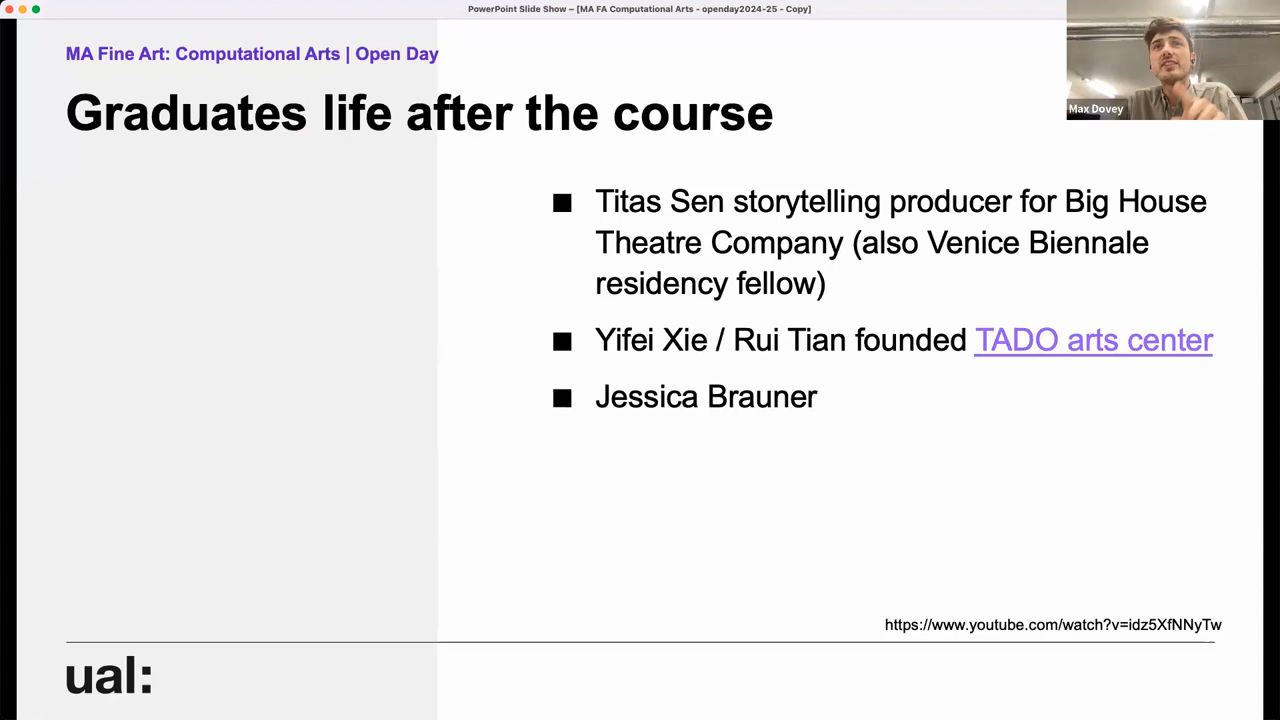 PowerPoint Slide Show – [MA FA Computational Arts - openday2024-25 - Copy]
MA Fine Art: Computational Arts | Open Day
Max Dovey
Graduates life after the course
■ Titas Sen storytelling producer for Big House
Theatre Company (also Venice Biennale
residency fellow)
■ Yifei Xie / Rui Tian founded TADO arts center
■ Jessica Brauner
https://www.youtube.com/watch?v=idz5XfNNyTw
ual: